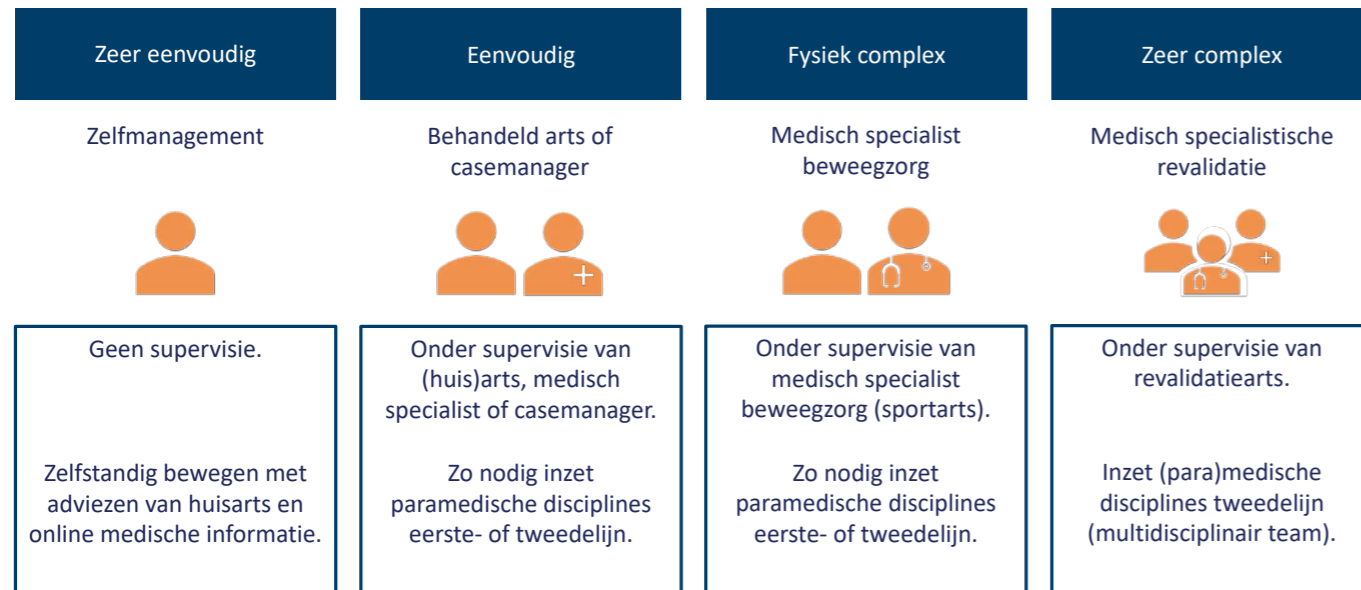 Zeer eenvoudig
Zelfmanagement
Geen supervisie.
Zelfstandig bewegen met
adviezen van huisarts en
online medische informatie.
Eenvoudig
Behandeld arts of
casemanager
Onder supervisie van
(huis)arts, medisch
specialist of casemanager.
Zo nodig inzet
paramedische disciplines
eerste- of tweedelijn.
Fysiek complex
Medisch specialist
beweegzorg
Onder supervisie van
medisch specialist
beweegzorg (sportarts).
Zo nodig inzet
paramedische disciplines
eerste- of tweedelijn.
Zeer complex
Medisch specialistische
revalidatie
Onder supervisie van
revalidatiearts.
Inzet (para)medische
disciplines tweedelijn
(multidisciplinair team).